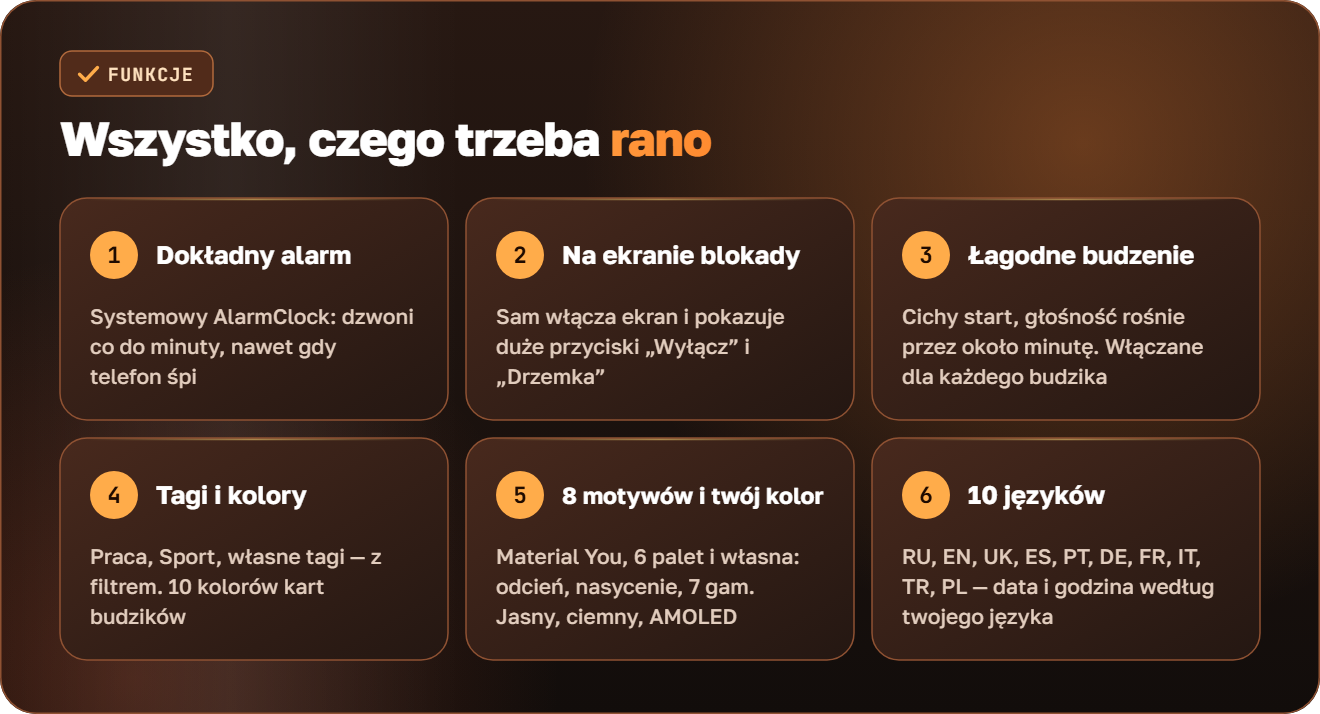 FUNKCJE
Wszystko, czego trzeba rano
1 Dokładny alarm
Systemowy AlarmClock: dzwoni
co do minuty, nawet gdy
telefon śpi
2 Na ekranie blokady
Sam włącza ekran i pokazuje
duże przyciski „Wyłącz” i
„Drzemka”
3 Łagodne budzenie
Cichy start, głośność rośnie
przez około minutę. Włączane
dla każdego budzika
4 Tagi i kolory
Praca, Sport, własne tagi — z
filtrem. 10 kolorów kart
budzików
5 8 motywów i twój kolor
Material You, 6 palet i własna:
odcień, nasycenie, 7 gam.
Jasny, ciemny, AMOLED
6 10 języków
RU, EN, UK, ES, PT, DE, FR, IT,
TR, PL — data i godzina według
twojego języka